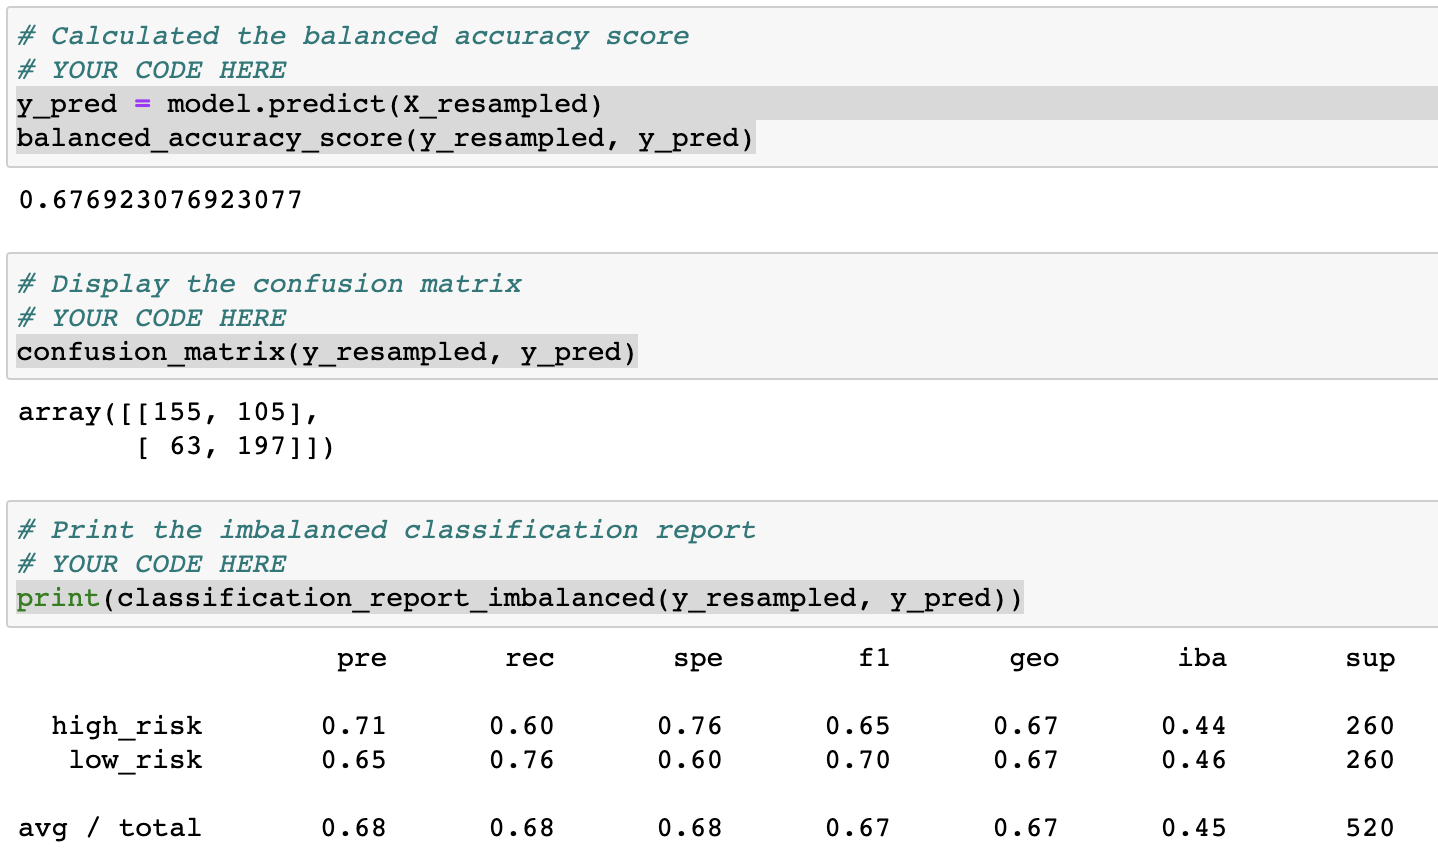 # Calculated the balanced accuracy score
# YOUR CODE HERE
y_pred = model.predict(X_resampled)
balanced_accuracy_score(y_resampled, y_pred)
0.676923076923077
# Display the confusion matrix
# YOUR CODE HERE
confusion_matrix(y_resampled, y_pred)
array([[155, 105],
       [ 63, 197]])
# Print the imbalanced classification report
# YOUR CODE HERE
print(classification_report_imbalanced(y_resampled, y_pred))
                   pre       rec       spe        f1       geo       iba       sup
  high_risk       0.71      0.60      0.76      0.65      0.67      0.44       260
   low_risk       0.65      0.76      0.60      0.70      0.67      0.46       260
avg / total       0.68      0.68      0.68      0.67      0.67      0.45       520